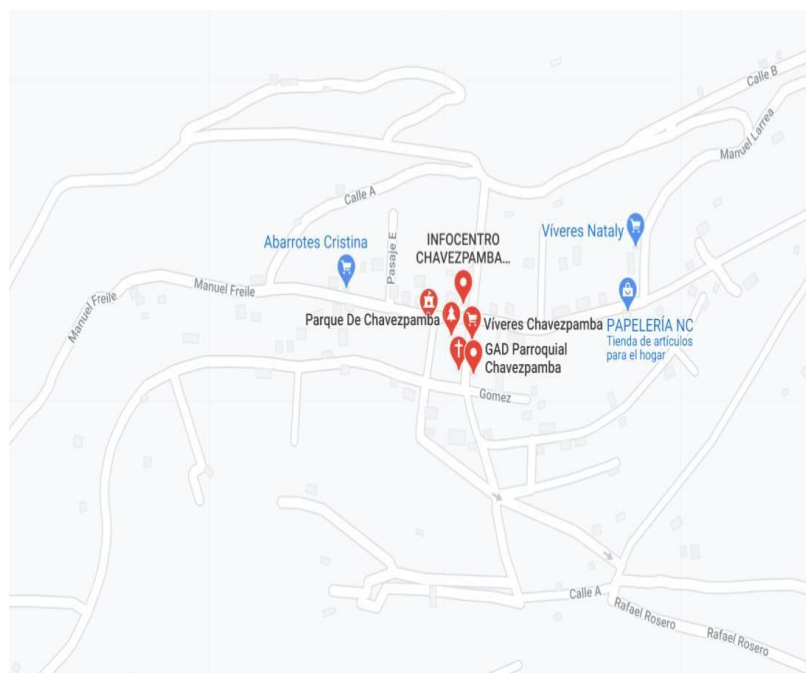 Calle B
Manuel Larrea
Calle A
Abarrotes Cristina
Pasaje E
INFOCENTRO
CHAVEZPAMBA...
Víveres Nataly
Manuel Freile
Manuel Freile
Parque De Chavezpamba
Víveres Chavezpamba
PAPELERÍA NC
Tienda de artículos
para el hogar
GAD Parroquial
Chavezpamba
Gomez
Calle A
Rafael Rosero
Rafael Rosero